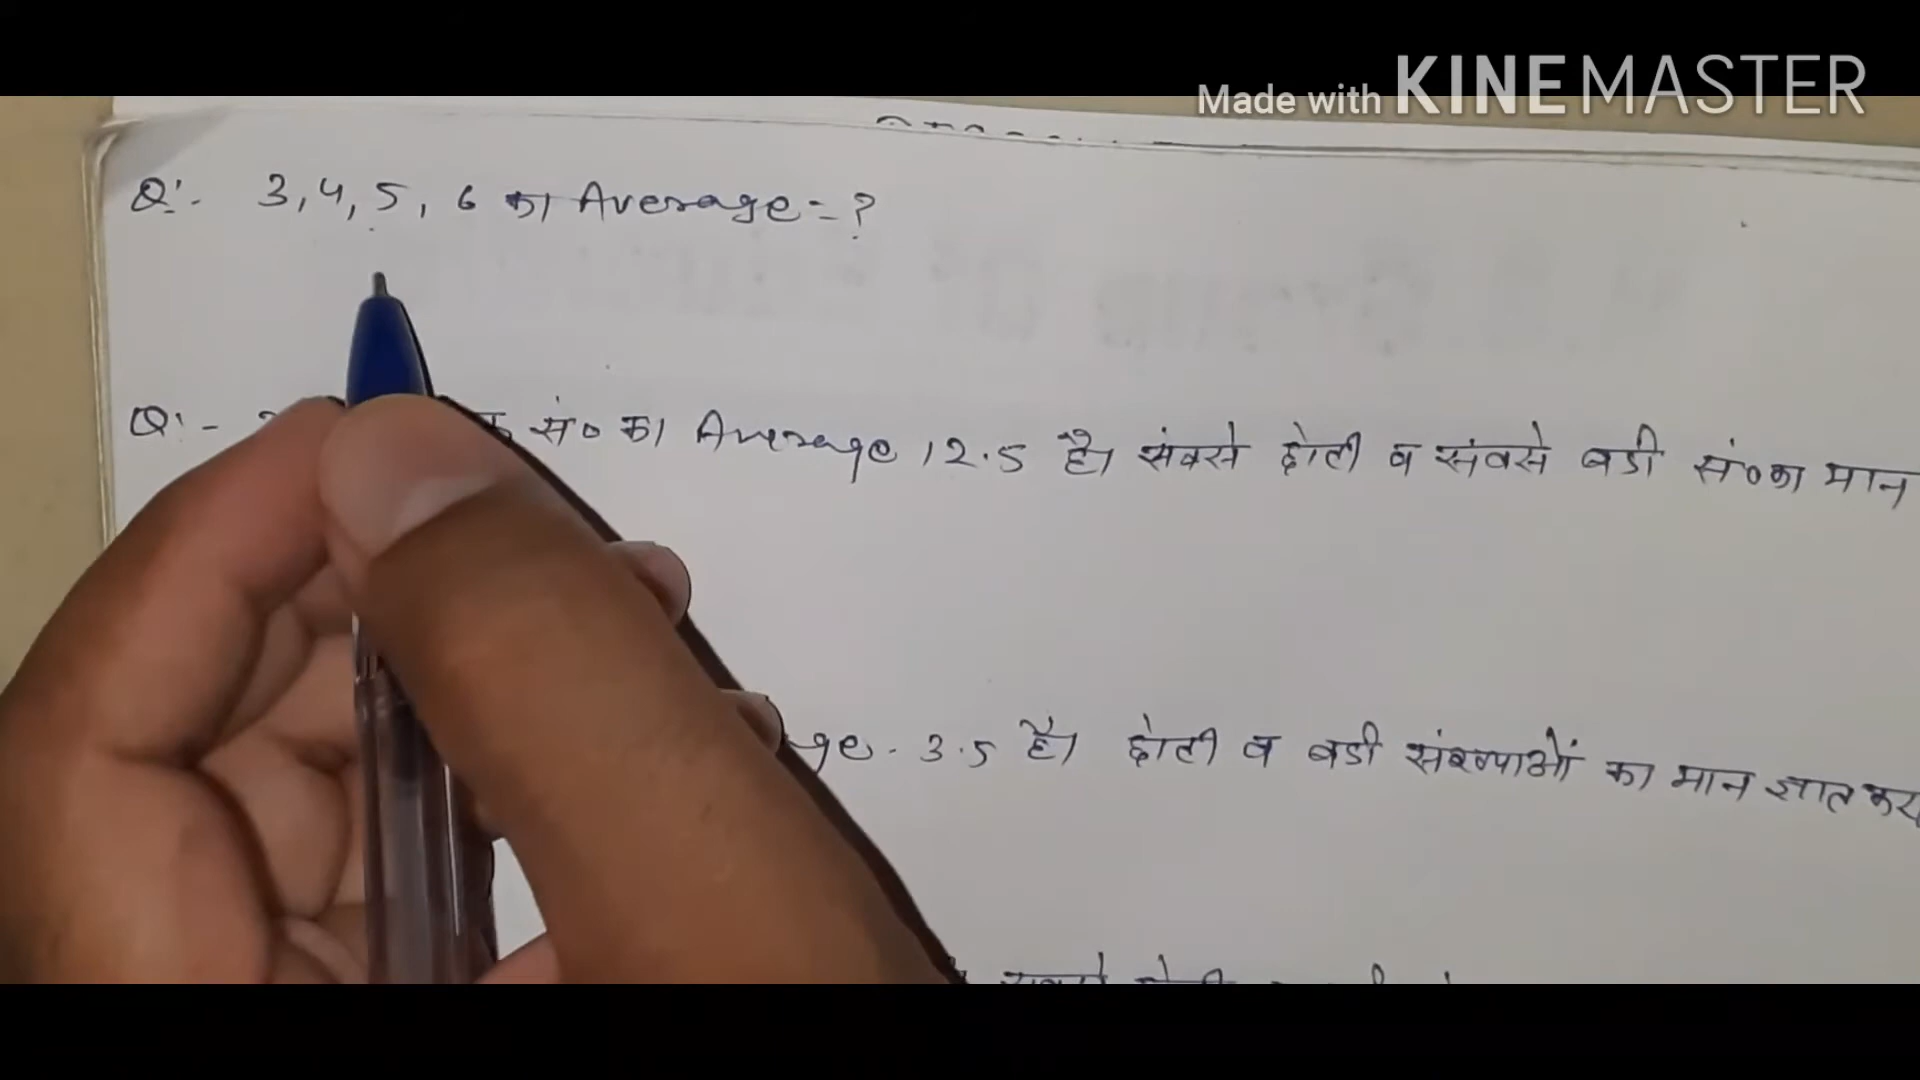 Made with KINEMASTER
Q:- 3, 4, 5, 6 का Average = ?
Q:- सं० का Average 12.5 है। सबसे छोटी व सबसे बडी सं० का मान
3.5 है। छोटी व बडी संख्याओं का मान ज्ञात कर